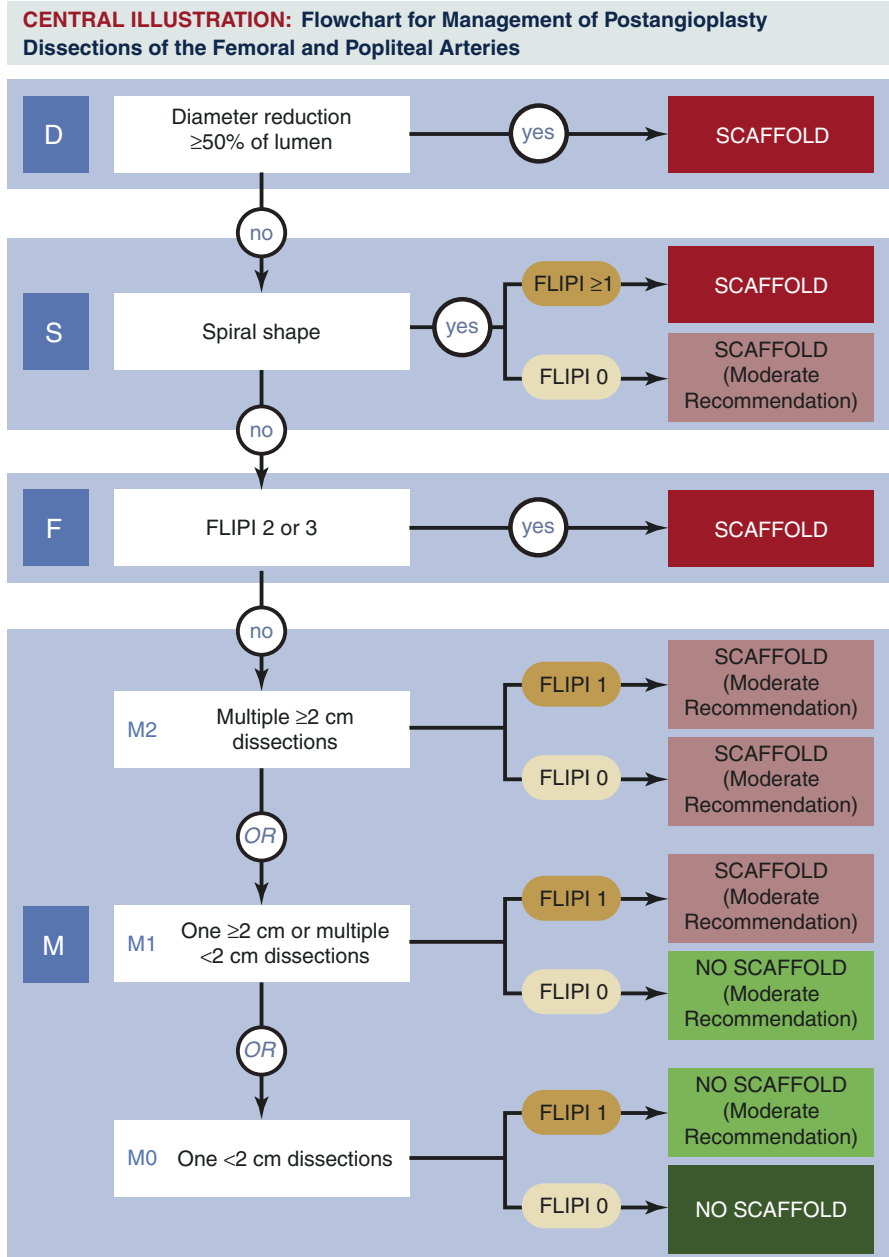 CENTRAL ILLUSTRATION: Flowchart for Management of Postangioplasty
Dissections of the Femoral and Popliteal Arteries
D
Diameter reduction
≥50% of lumen
yes
SCAFFOLD
no
S
Spiral shape
yes
FLIPI ≥1
SCAFFOLD
FLIPI 0
SCAFFOLD
(Moderate
Recommendation)
no
F
FLIPI 2 or 3
yes
SCAFFOLD
no
M
M2
Multiple ≥2 cm
dissections
FLIPI 1
SCAFFOLD
(Moderate
Recommendation)
FLIPI 0
SCAFFOLD
(Moderate
Recommendation)
OR
M1
One ≥2 cm or multiple
<2 cm dissections
FLIPI 1
SCAFFOLD
(Moderate
Recommendation)
FLIPI 0
NO SCAFFOLD
(Moderate
Recommendation)
OR
M0
One <2 cm dissections
FLIPI 1
NO SCAFFOLD
(Moderate
Recommendation)
FLIPI 0
NO SCAFFOLD